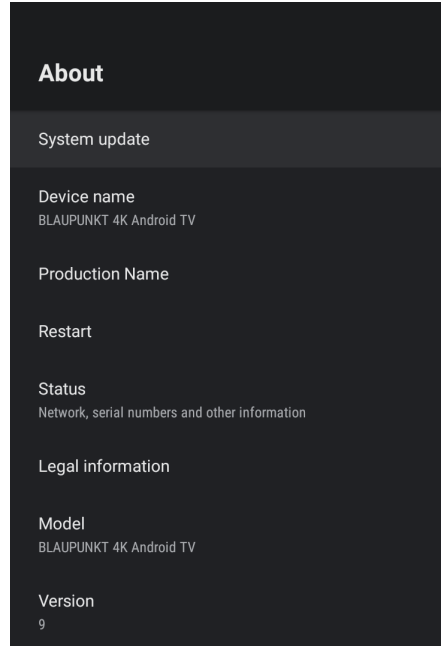 About
System update
Device name
BLAUPUNKT 4K Android TV
Production Name
Restart
Status
Network, serial numbers and other information
Legal information
Model
BLAUPUNKT 4K Android TV
Version
9